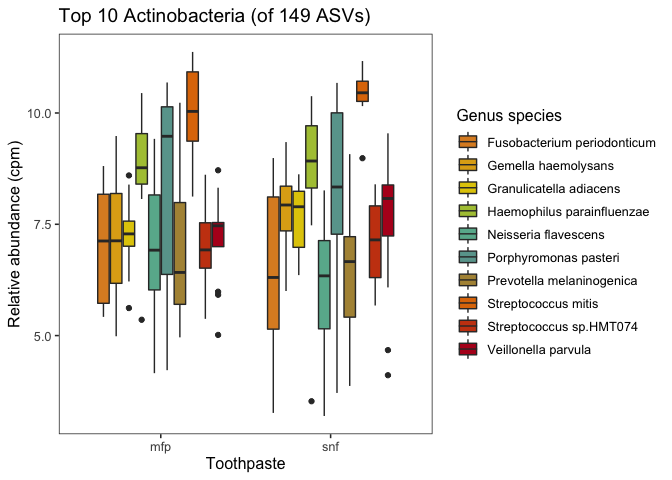 Top 10 Actinobacteria (of 149 ASVs)
Relative abundance (cpm)
10.0
7.5
5.0
mfp
snf
Toothpaste
Genus species
Fusobacterium periodonticum
Gemella haemolysans
Granulicatella adiacens
Haemophilus parainfluenzae
Neisseria flavescens
Porphyromonas pasteri
Prevotella melaninogenica
Streptococcus mitis
Streptococcus sp.HMT074
Veillonella parvula